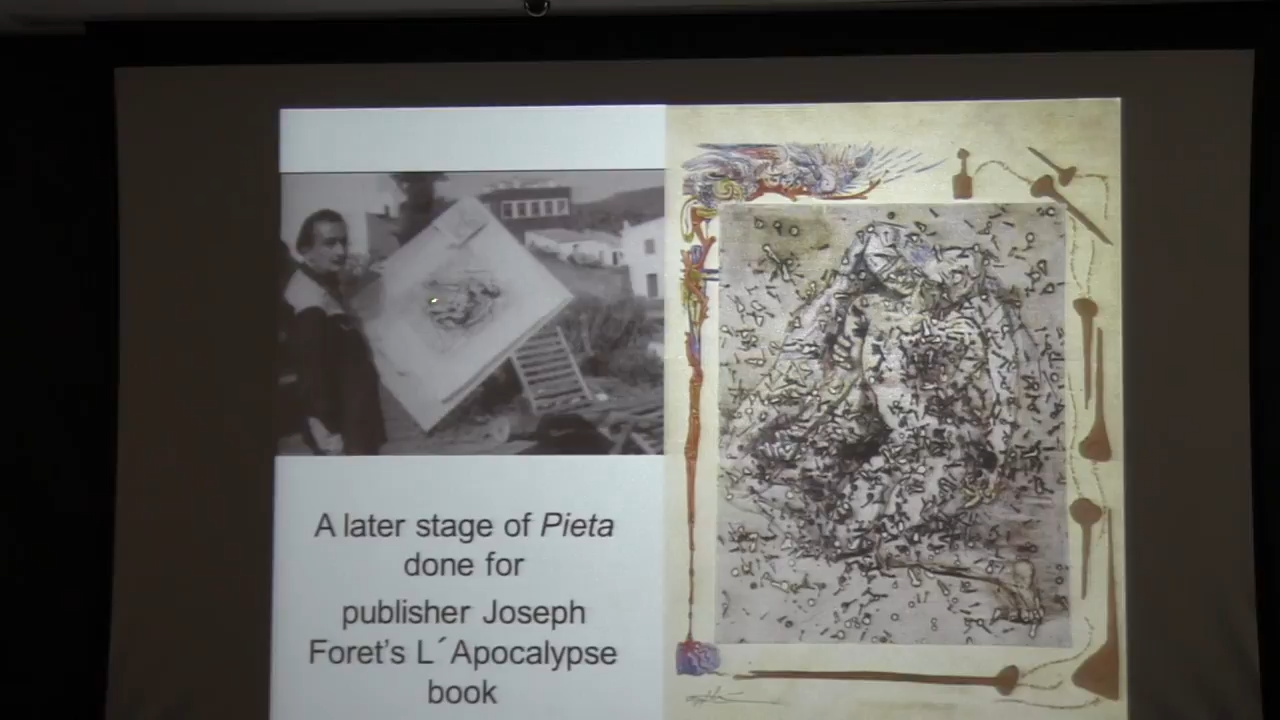 A later stage of Pieta
done for
publisher Joseph
Foret's L´Apocalypse
book